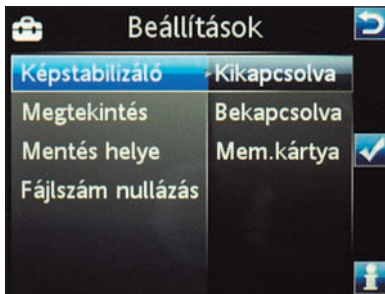 Beállítások
Képstabilizáló Kikapcsolva
Megtekintés Bekapcsolva
Mentés helye Mem.kártya
Fájlszám nullázás